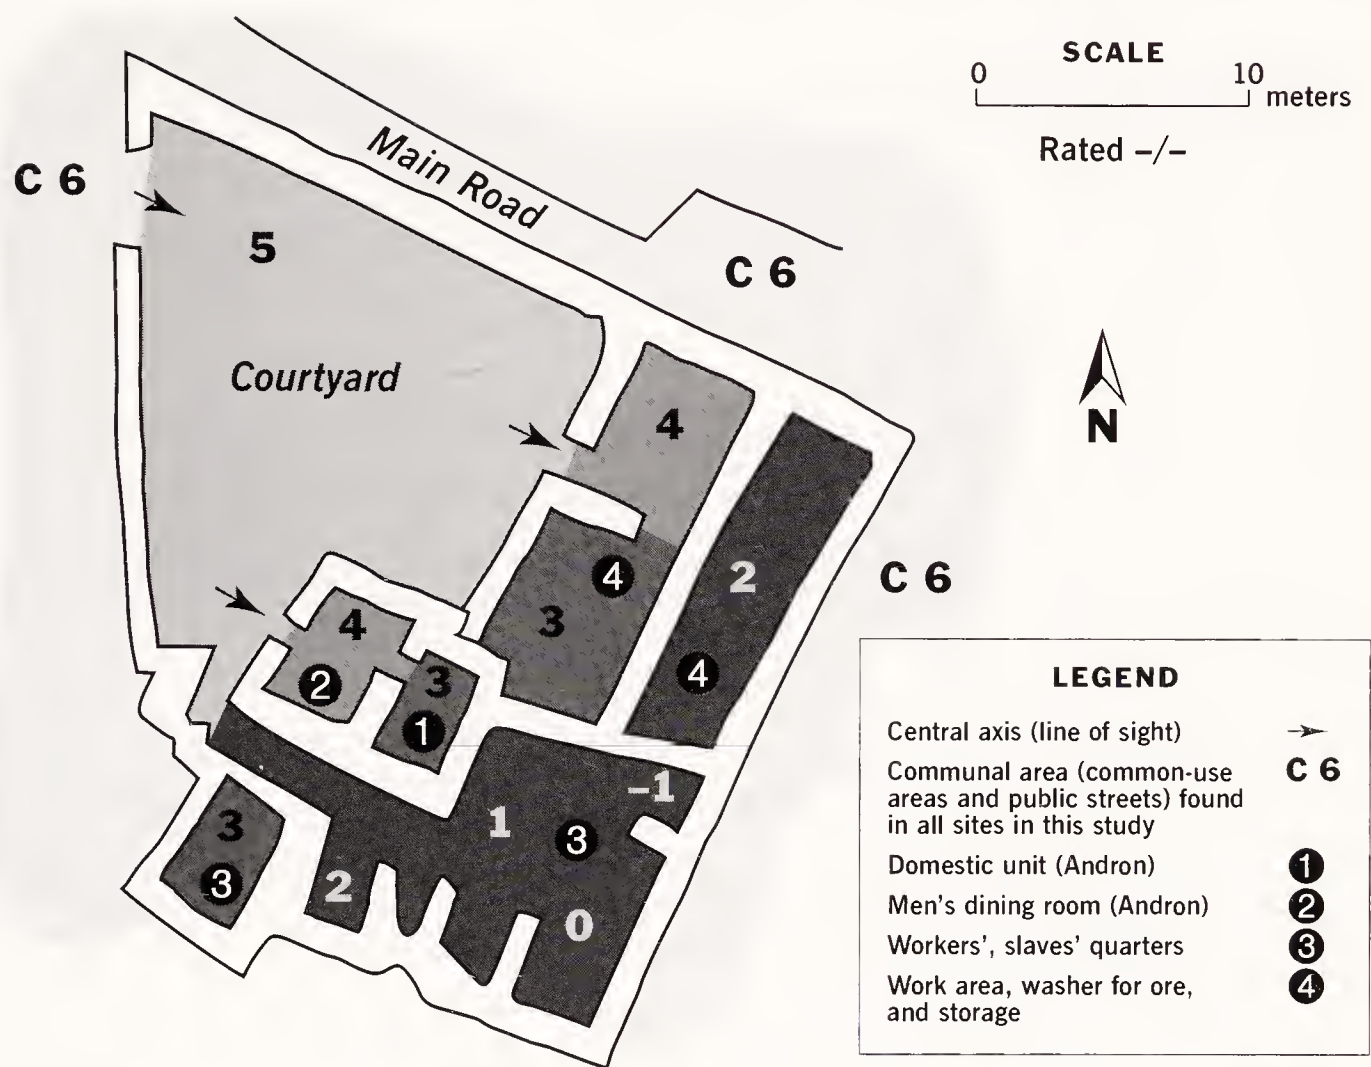 SCALE
0 10
meters
Rated –/–
Main Road
C 6
5
C 6
Courtyard
4
N
4
2
C 6
3
4
4
3
2
1
–1
1
3
3
3
2
0
LEGEND
Central axis (line of sight)
Communal area (common-use C 6
areas and public streets) found
in all sites in this study
Domestic unit (Andron) 1
Men's dining room (Andron) 2
Workers', slaves' quarters 3
Work area, washer for ore, 4
and storage